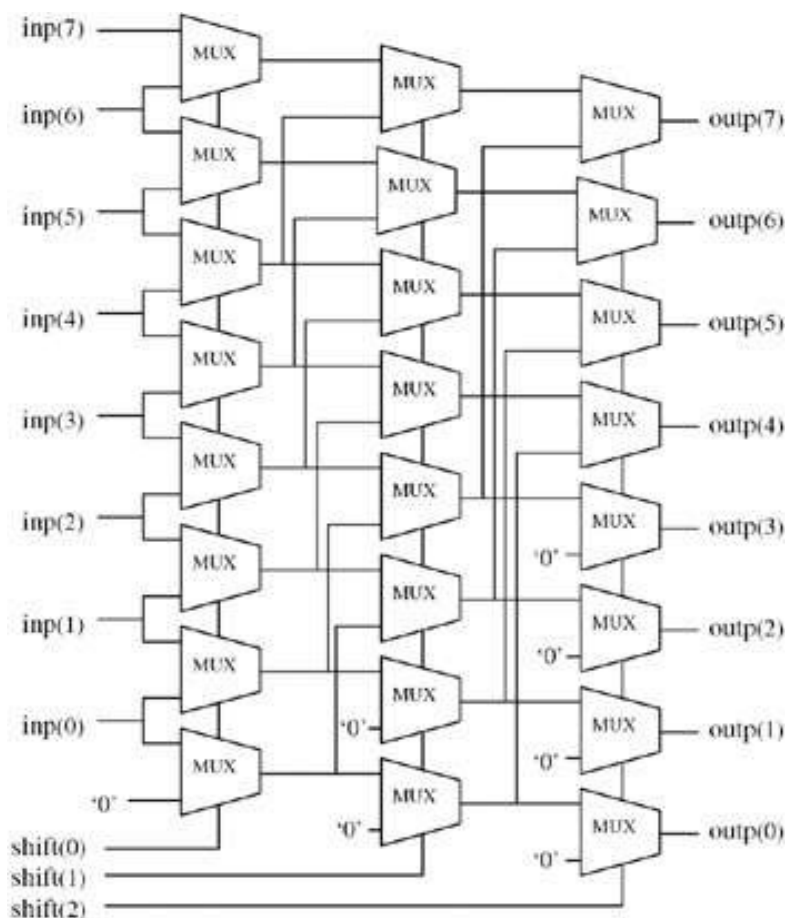 inp(7)
MUX
MUX
inp(6)
MUX
outp(7)
MUX
MUX
inp(5)
MUX
outp(6)
MUX
MUX
inp(4)
MUX
outp(5)
MUX
MUX
inp(3)
MUX
outp(4)
MUX
MUX
inp(2)
MUX
outp(3)
‘0’
MUX
MUX
inp(1)
MUX
outp(2)
‘0’
MUX
MUX
inp(0)
‘0’
MUX
outp(1)
‘0’
MUX
MUX
‘0’
‘0’
MUX
outp(0)
shift(0)
‘0’
shift(1)
shift(2)